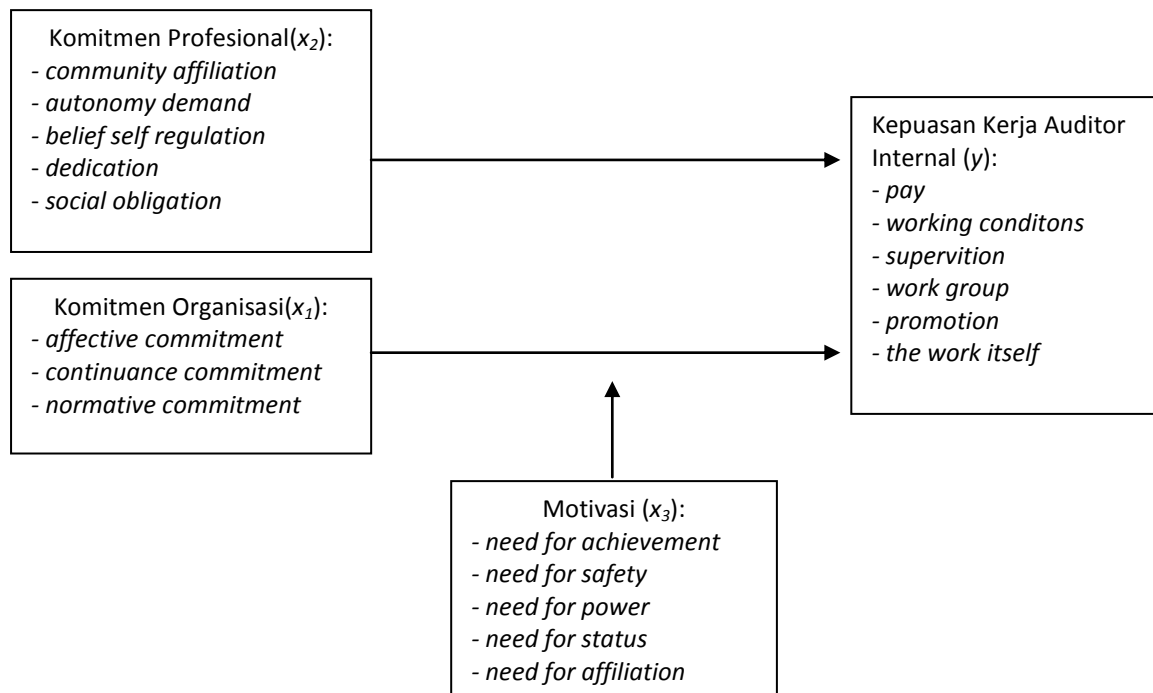 Komitmen Profesional(x₂):
- community affiliation
- autonomy demand
- belief self regulation
- dedication
- social obligation
Kepuasan Kerja Auditor
Internal (y):
- pay
- working conditons
- supervition
- work group
- promotion
- the work itself
Komitmen Organisasi(x₁):
- affective commitment
- continuance commitment
- normative commitment
Motivasi (x₃):
- need for achievement
- need for safety
- need for power
- need for status
- need for affiliation